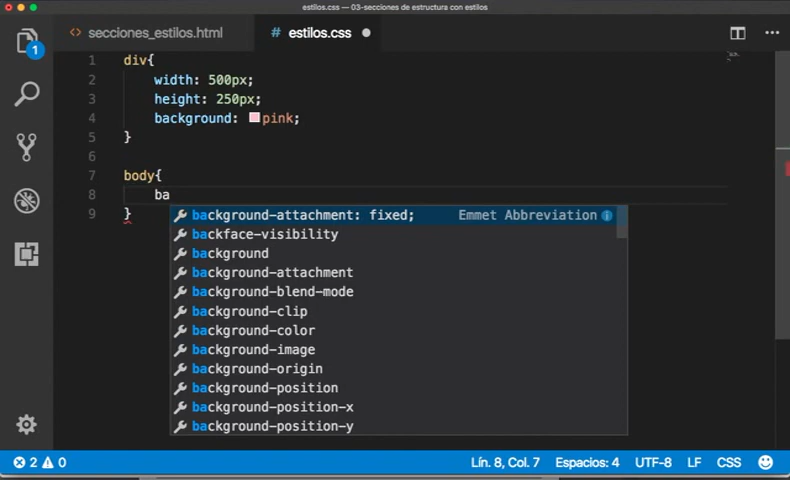 estilos.css — 03-secciones de estructura con estilos
<> secciones_estilos.html
# estilos.css
1
1 div{
2 width: 500px;
3 height: 250px;
4 background: pink;
5 }
6
7 body{
8 ba
9 }
background-attachment: fixed; Emmet Abbreviation
backface-visibility
background
background-attachment
background-blend-mode
background-clip
background-color
background-image
background-origin
background-position
background-position-x
background-position-y
2 0 Lín. 8, Col. 7 Espacios: 4 UTF-8 LF CSS